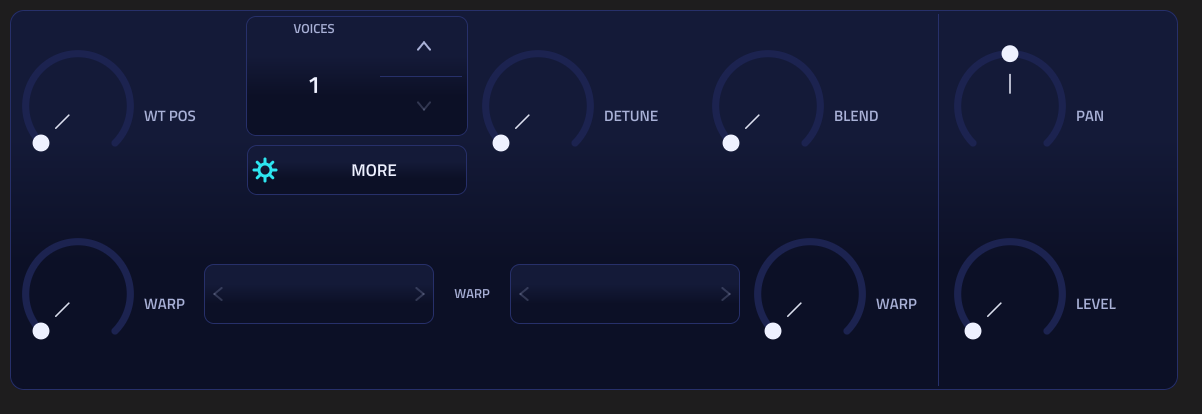 VOICES
1
WT POS
DETUNE
BLEND
PAN
MORE
WARP
WARP
WARP
LEVEL